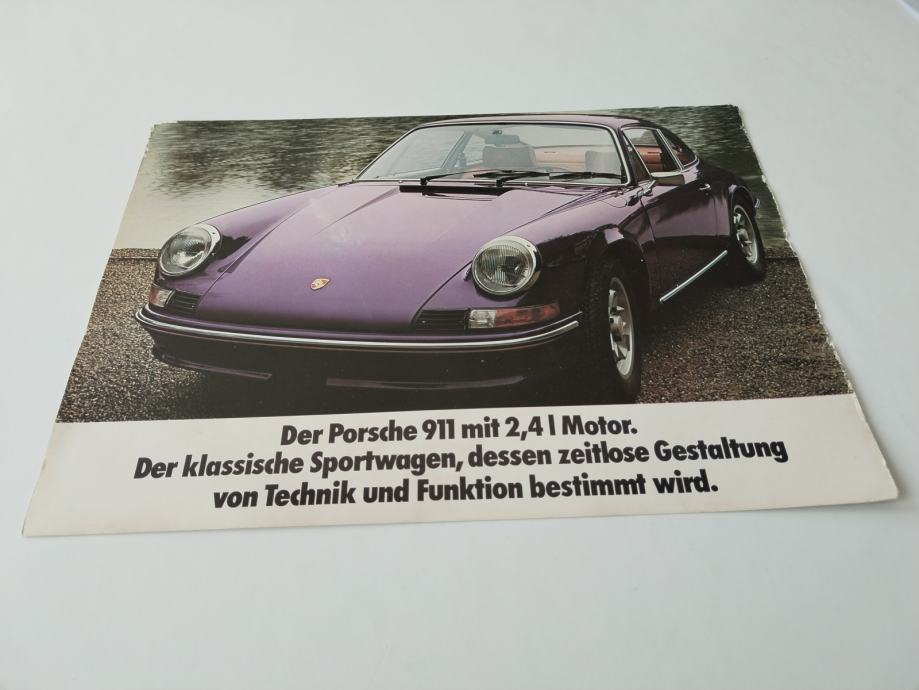 Der Porsche 911 mit 2,4 l Motor.
Der klassische Sportwagen, dessen zeitlose Gestaltung
von Technik und Funktion bestimmt wird.